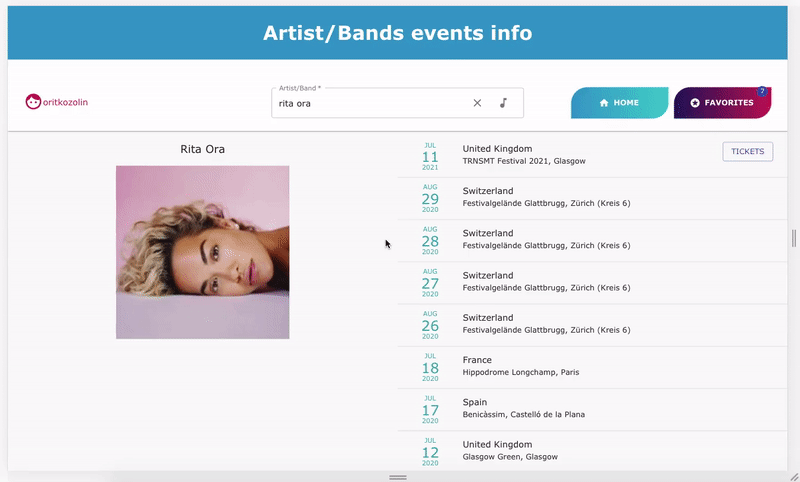 Artist/Bands events info
oritkozolin
Artist/Band *
rita ora
HOME
FAVORITES
7
Rita Ora
JUL
11
2021
United Kingdom
TRNSMT Festival 2021, Glasgow
TICKETS
AUG
29
2020
Switzerland
Festivalgelände Glattbrugg, Zürich (Kreis 6)
AUG
28
2020
Switzerland
Festivalgelände Glattbrugg, Zürich (Kreis 6)
AUG
27
2020
Switzerland
Festivalgelände Glattbrugg, Zürich (Kreis 6)
AUG
26
2020
Switzerland
Festivalgelände Glattbrugg, Zürich (Kreis 6)
JUL
18
2020
France
Hippodrome Longchamp, Paris
JUL
17
2020
Spain
Benicàssim, Castelló de la Plana
JUL
12
2020
United Kingdom
Glasgow Green, Glasgow